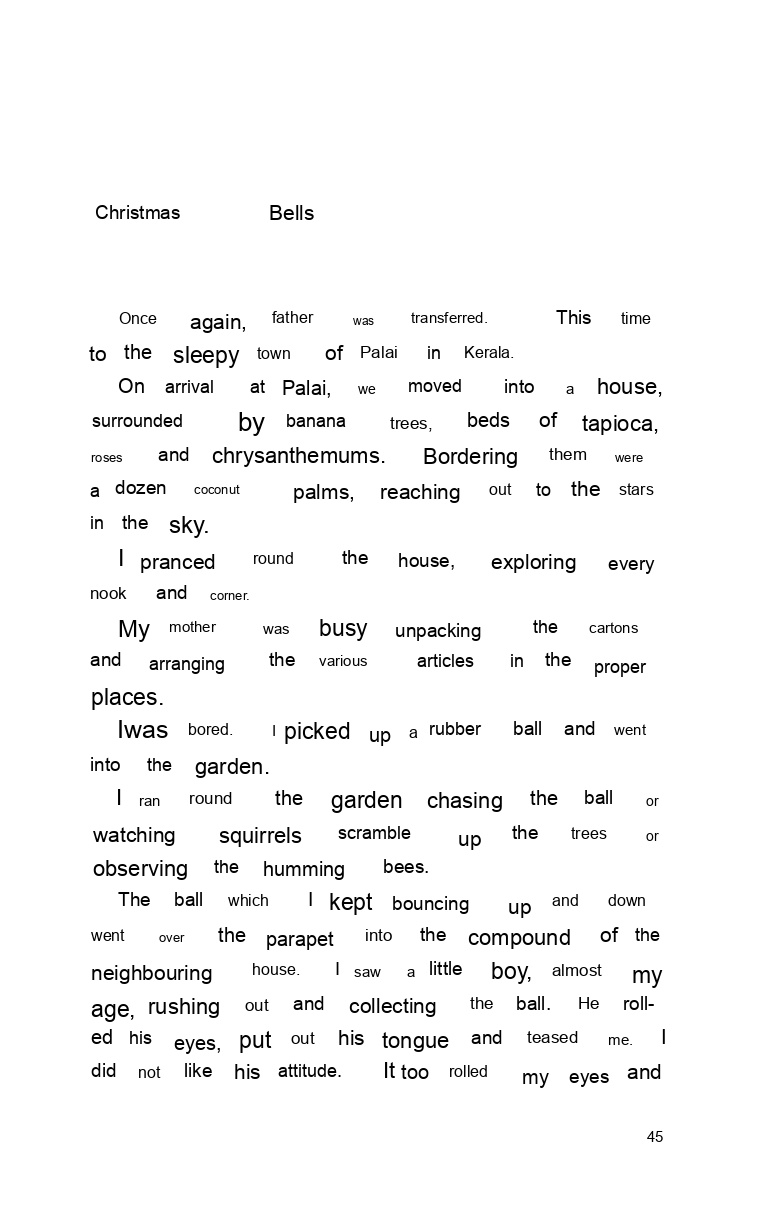 Christmas Bells
Once again, father was transferred. This time
to the sleepy town of Palai in Kerala.
On arrival at Palai, we moved into a house,
surrounded by banana trees, beds of tapioca,
roses and chrysanthemums. Bordering them were
a dozen coconut palms, reaching out to the stars
in the sky.
I pranced round the house, exploring every
nook and corner.
My mother was busy unpacking the cartons
and arranging the various articles in the proper
places.
Iwas bored. I picked up a rubber ball and went
into the garden.
I ran round the garden chasing the ball or
watching squirrels scramble up the trees or
observing the humming bees.
The ball which I kept bouncing up and down
went over the parapet into the compound of the
neighbouring house. I saw a little boy, almost my
age, rushing out and collecting the ball. He roll-
ed his eyes, put out his tongue and teased me. I
did not like his attitude. It too rolled my eyes and
45